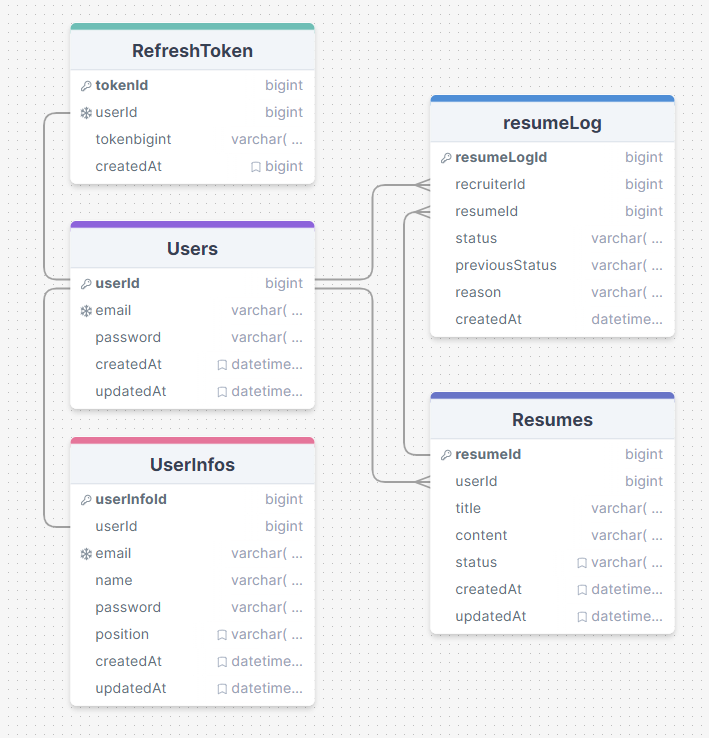 RefreshToken
tokenId bigint
userId bigint
tokenbigint varchar( ...
createdAt bigint
Users
userId bigint
email varchar( ...
password varchar( ...
createdAt datetime...
updatedAt datetime...
UserInfos
userInfoId bigint
userId bigint
email varchar( ...
name varchar( ...
password varchar( ...
position varchar( ...
createdAt datetime...
updatedAt datetime...
resumeLog
resumeLogId bigint
recruiterId bigint
resumeId bigint
status varchar( ...
previousStatus varchar( ...
reason varchar( ...
createdAt datetime...
Resumes
resumeId bigint
userId bigint
title varchar( ...
content varchar( ...
status varchar( ...
createdAt datetime...
updatedAt datetime...